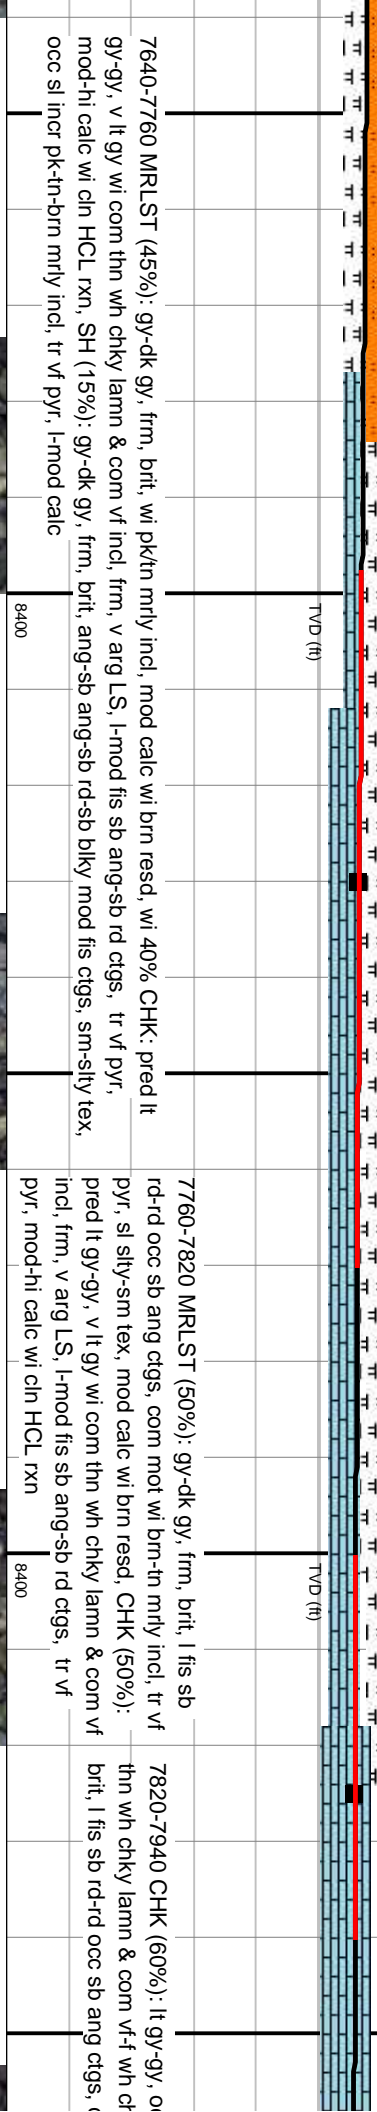 7640-7760 MRLST (45%): gy-dk gy, frm, brit, wi pk/tn mrly incl, mod calc wi brn resd, wi 40% CHK: pred lt
gy-gy, v lt gy wi com thn wh chky lamn & com vf incl, frm, v arg LS, l-mod fis sb ang-sb rd ctgs, tr vf pyr,
mod-hi calc wi cln HCL rxn, SH (15%): gy-dk gy, frm, brit, ang-sb ang-sb rd-sb blky mod fis ctgs, sm-slty tex,
occ sl incr pk-tn-brn mrly incl, tr vf pyr, l-mod calc
TVD (ft)
8400
7760-7820 MRLST (50%): gy-dk gy, frm, brit, l fis sb
rd-rd occ sb ang ctgs, com mot wi brn-tn mrly incl, tr vf
pyr, sl slty-sm tex, mod calc wi brn resd, CHK (50%):
pred lt gy-gy, v lt gy wi com thn wh chky lamn & com vf
incl, frm, v arg LS, l-mod fis sb ang-sb rd ctgs, tr vf
pyr, mod-hi calc wi cln HCL rxn
TVD (ft)
8400
7820-7940 CHK (60%): lt gy-gy,
thn wh chky lamn & com vf-f wh
brit, l fis sb rd-rd occ sb ang ctgs,